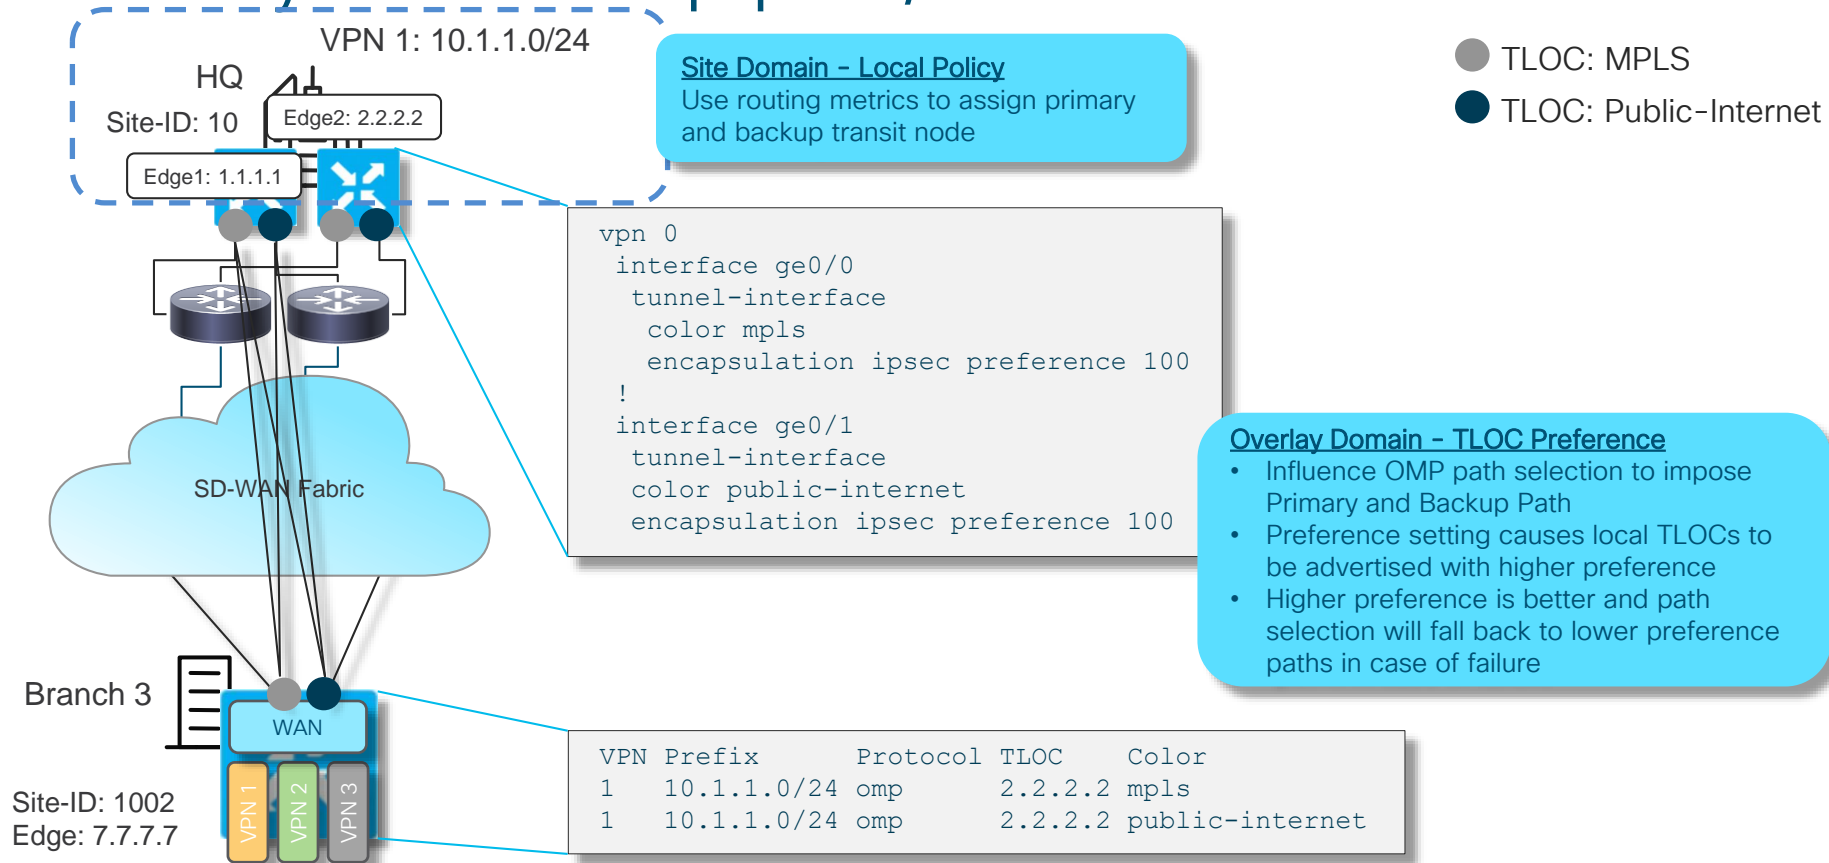 VPN 1: 10.1.1.0/24
HQ
Site-ID: 10
Edge2: 2.2.2.2
Edge1: 1.1.1.1
Site Domain - Local Policy
Use routing metrics to assign primary
and backup transit node
TLOC: MPLS
TLOC: Public-Internet
vpn 0
interface ge0/0
tunnel-interface
color mpls
encapsulation ipsec preference 100
!
interface ge0/1
tunnel-interface
color public-internet
encapsulation ipsec preference 100
Overlay Domain - TLOC Preference
• Influence OMP path selection to impose
Primary and Backup Path
• Preference setting causes local TLOCs to
be advertised with higher preference
• Higher preference is better and path
selection will fall back to lower preference
paths in case of failure
SD-WAN Fabric
Branch 3
WAN
VPN 1
VPN 2
VPN 3
Site-ID: 1002
Edge: 7.7.7.7
VPN Prefix Protocol TLOC Color
1 10.1.1.0/24 omp 2.2.2.2 mpls
1 10.1.1.0/24 omp 2.2.2.2 public-internet